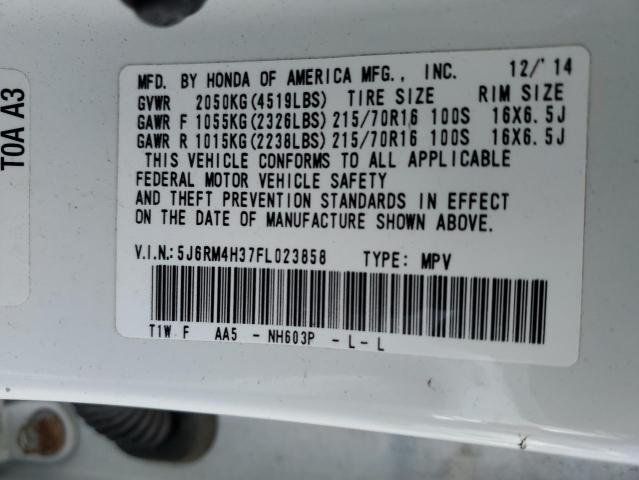 TOA A3
MFD. BY HONDA OF AMERICA MFG., INC. 12/'14
GVWR 2050KG(4519LBS) TIRE SIZE RIM SIZE
GAWR F 1055KG(2326LBS) 215/70R16 100S 16X6.5J
GAWR R 1015KG(2238LBS) 215/70R16 100S 16X6.5J
THIS VEHICLE CONFORMS TO ALL APPLICABLE
FEDERAL MOTOR VEHICLE SAFETY
AND THEFT PREVENTION STANDARDS IN EFFECT
ON THE DATE OF MANUFACTURE SHOWN ABOVE.
V.I.N.: 5J6RM4H37FL023858 TYPE: MPV
T1W F AA5 - NH603P - L - L